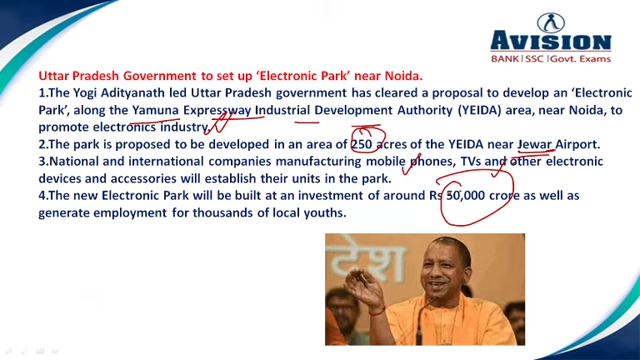 AVISION
BANK|SSC|Govt. Exams
Uttar Pradesh Government to set up ‘Electronic Park’ near Noida.
1.The Yogi Adityanath led Uttar Pradesh government has cleared a proposal to develop an ‘Electronic
Park’, along the Yamuna Expressway Industrial Development Authority (YEIDA) area, near Noida, to
promote electronics industry.
2.The park is proposed to be developed in an area of 250 acres of the YEIDA near Jewar Airport.
3.National and international companies manufacturing mobile phones, TVs and other electronic
devices and accessories will establish their units in the park.
4.The new Electronic Park will be built at an investment of around Rs 50,000 crore as well as
generate employment for thousands of local youths.
देश